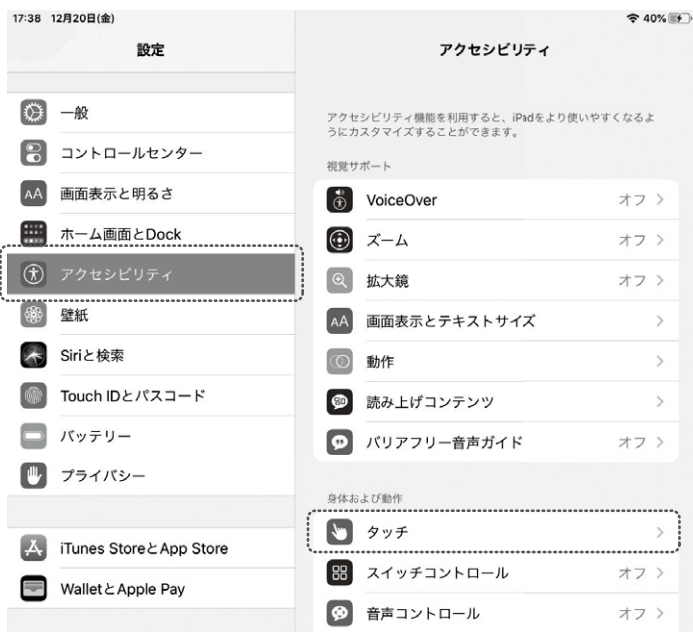 17:38 12月20日(金)
40%
設定
一般
コントロールセンター
AA 画面表示と明るさ
ホーム画面とDock
アクセシビリティ
壁紙
Siriと検索
Touch IDとパスコード
バッテリー
プライバシー
iTunes StoreとApp Store
WalletとApple Pay
アクセシビリティ
アクセシビリティ機能を利用すると、iPadをより使いやすくなるよ
うにカスタマイズすることができます。
視覚サポート
VoiceOver オフ
ズーム オフ
拡大鏡 オフ
AA 画面表示とテキストサイズ
動作
読み上げコンテンツ
バリアフリー音声ガイド オフ
身体および動作
タッチ
スイッチコントロール オフ
音声コントロール オフ